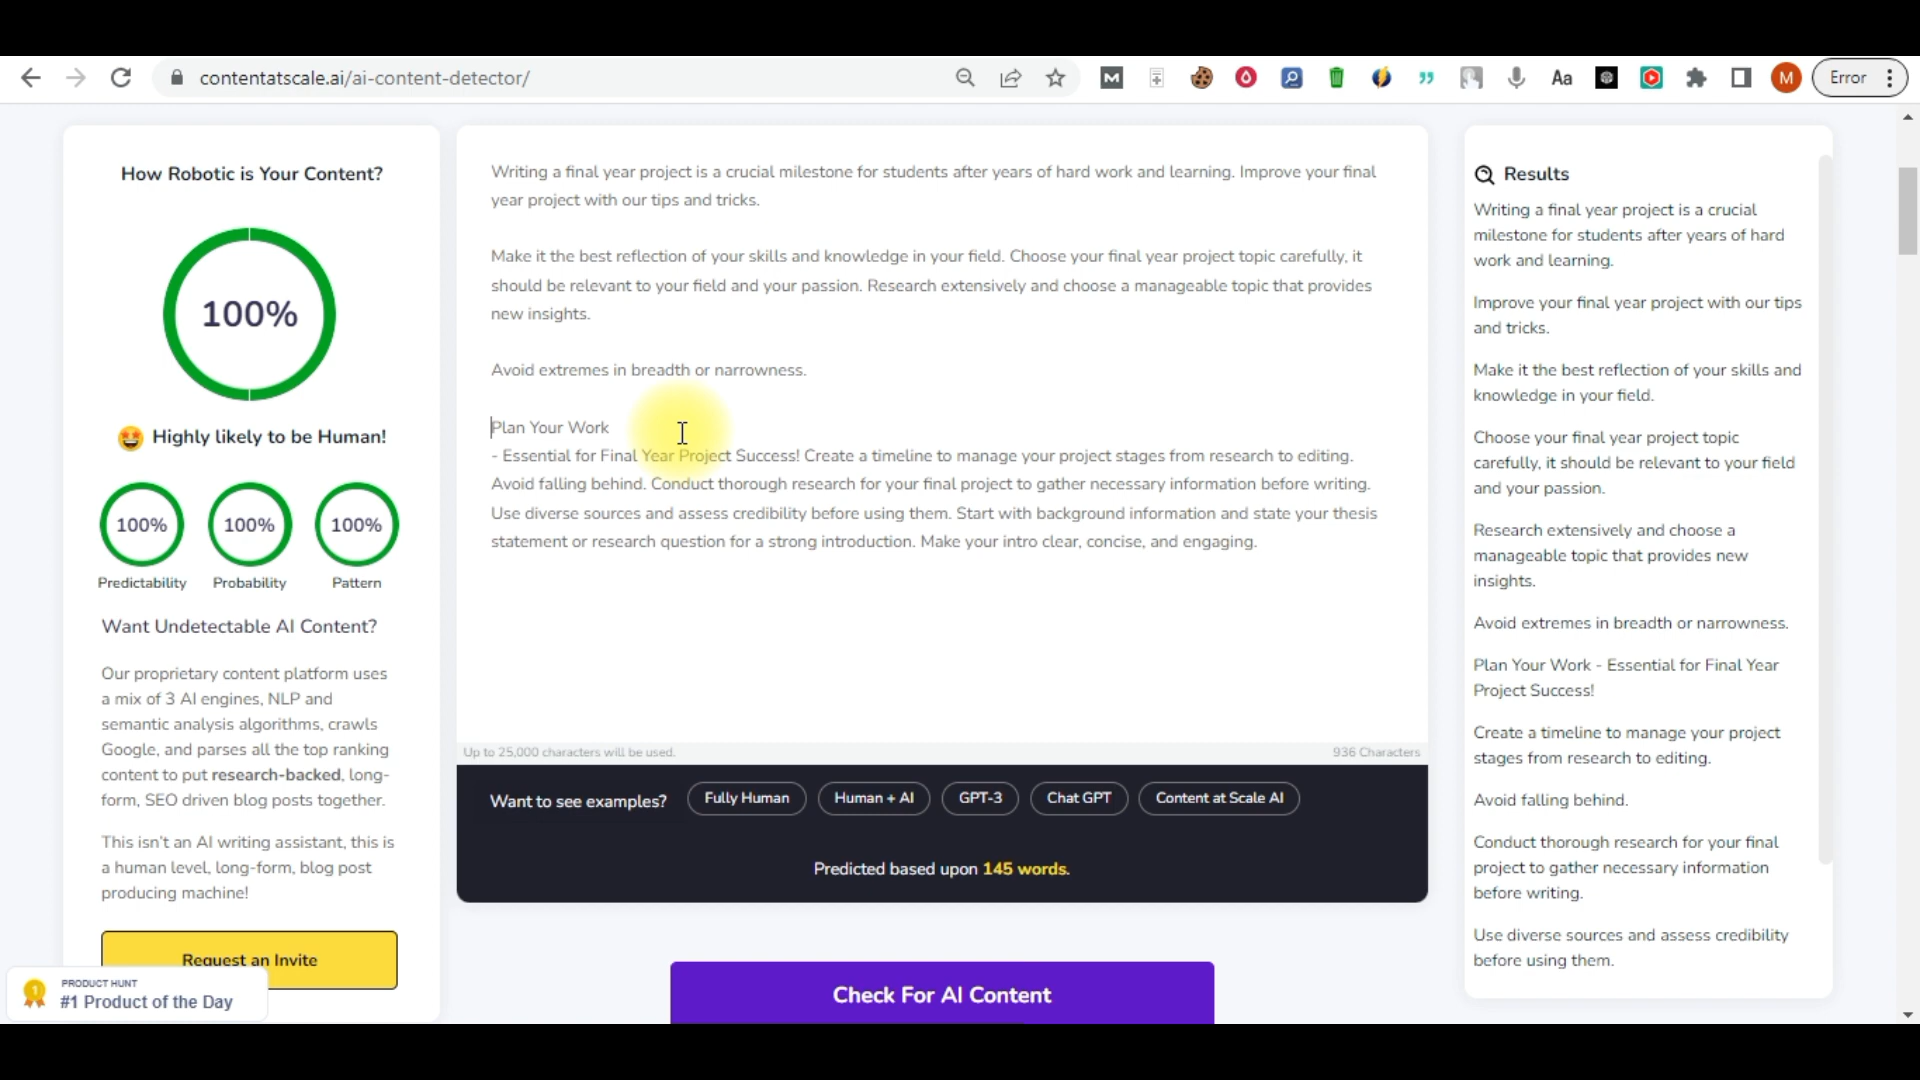 contentatscale.ai/ai-content-detector/
Aa
M
Error
How Robotic is Your Content?
100%
Highly likely to be Human!
100%
100%
100%
Predictability
Probability
Pattern
Want Undetectable AI Content?
Our proprietary content platform uses
a mix of 3 AI engines, NLP and
semantic analysis algorithms, crawls
Google, and parses all the top ranking
content to put research-backed, long-
form, SEO driven blog posts together.
This isn't an AI writing assistant, this is
a human level, long-form, blog post
producing machine!
Request an Invite
PRODUCT HUNT
#1 Product of the Day
Writing a final year project is a crucial milestone for students after years of hard work and learning. Improve your final
year project with our tips and tricks.
Make it the best reflection of your skills and knowledge in your field. Choose your final year project topic carefully, it
should be relevant to your field and your passion. Research extensively and choose a manageable topic that provides
new insights.
Avoid extremes in breadth or narrowness.
Plan Your Work
- Essential for Final Year Project Success! Create a timeline to manage your project stages from research to editing.
Avoid falling behind. Conduct thorough research for your final project to gather necessary information before writing.
Use diverse sources and assess credibility before using them. Start with background information and state your thesis
statement or research question for a strong introduction. Make your intro clear, concise, and engaging.
Up to 25,000 characters will be used.
936 Characters
Want to see examples?
Fully Human
Human + AI
GPT-3
Chat GPT
Content at Scale AI
Predicted based upon 145 words.
Check For AI Content
Results
Writing a final year project is a crucial
milestone for students after years of hard
work and learning.
Improve your final year project with our tips
and tricks.
Make it the best reflection of your skills and
knowledge in your field.
Choose your final year project topic
carefully, it should be relevant to your field
and your passion.
Research extensively and choose a
manageable topic that provides new
insights.
Avoid extremes in breadth or narrowness.
Plan Your Work - Essential for Final Year
Project Success!
Create a timeline to manage your project
stages from research to editing.
Avoid falling behind.
Conduct thorough research for your final
project to gather necessary information
before writing.
Use diverse sources and assess credibility
before using them.